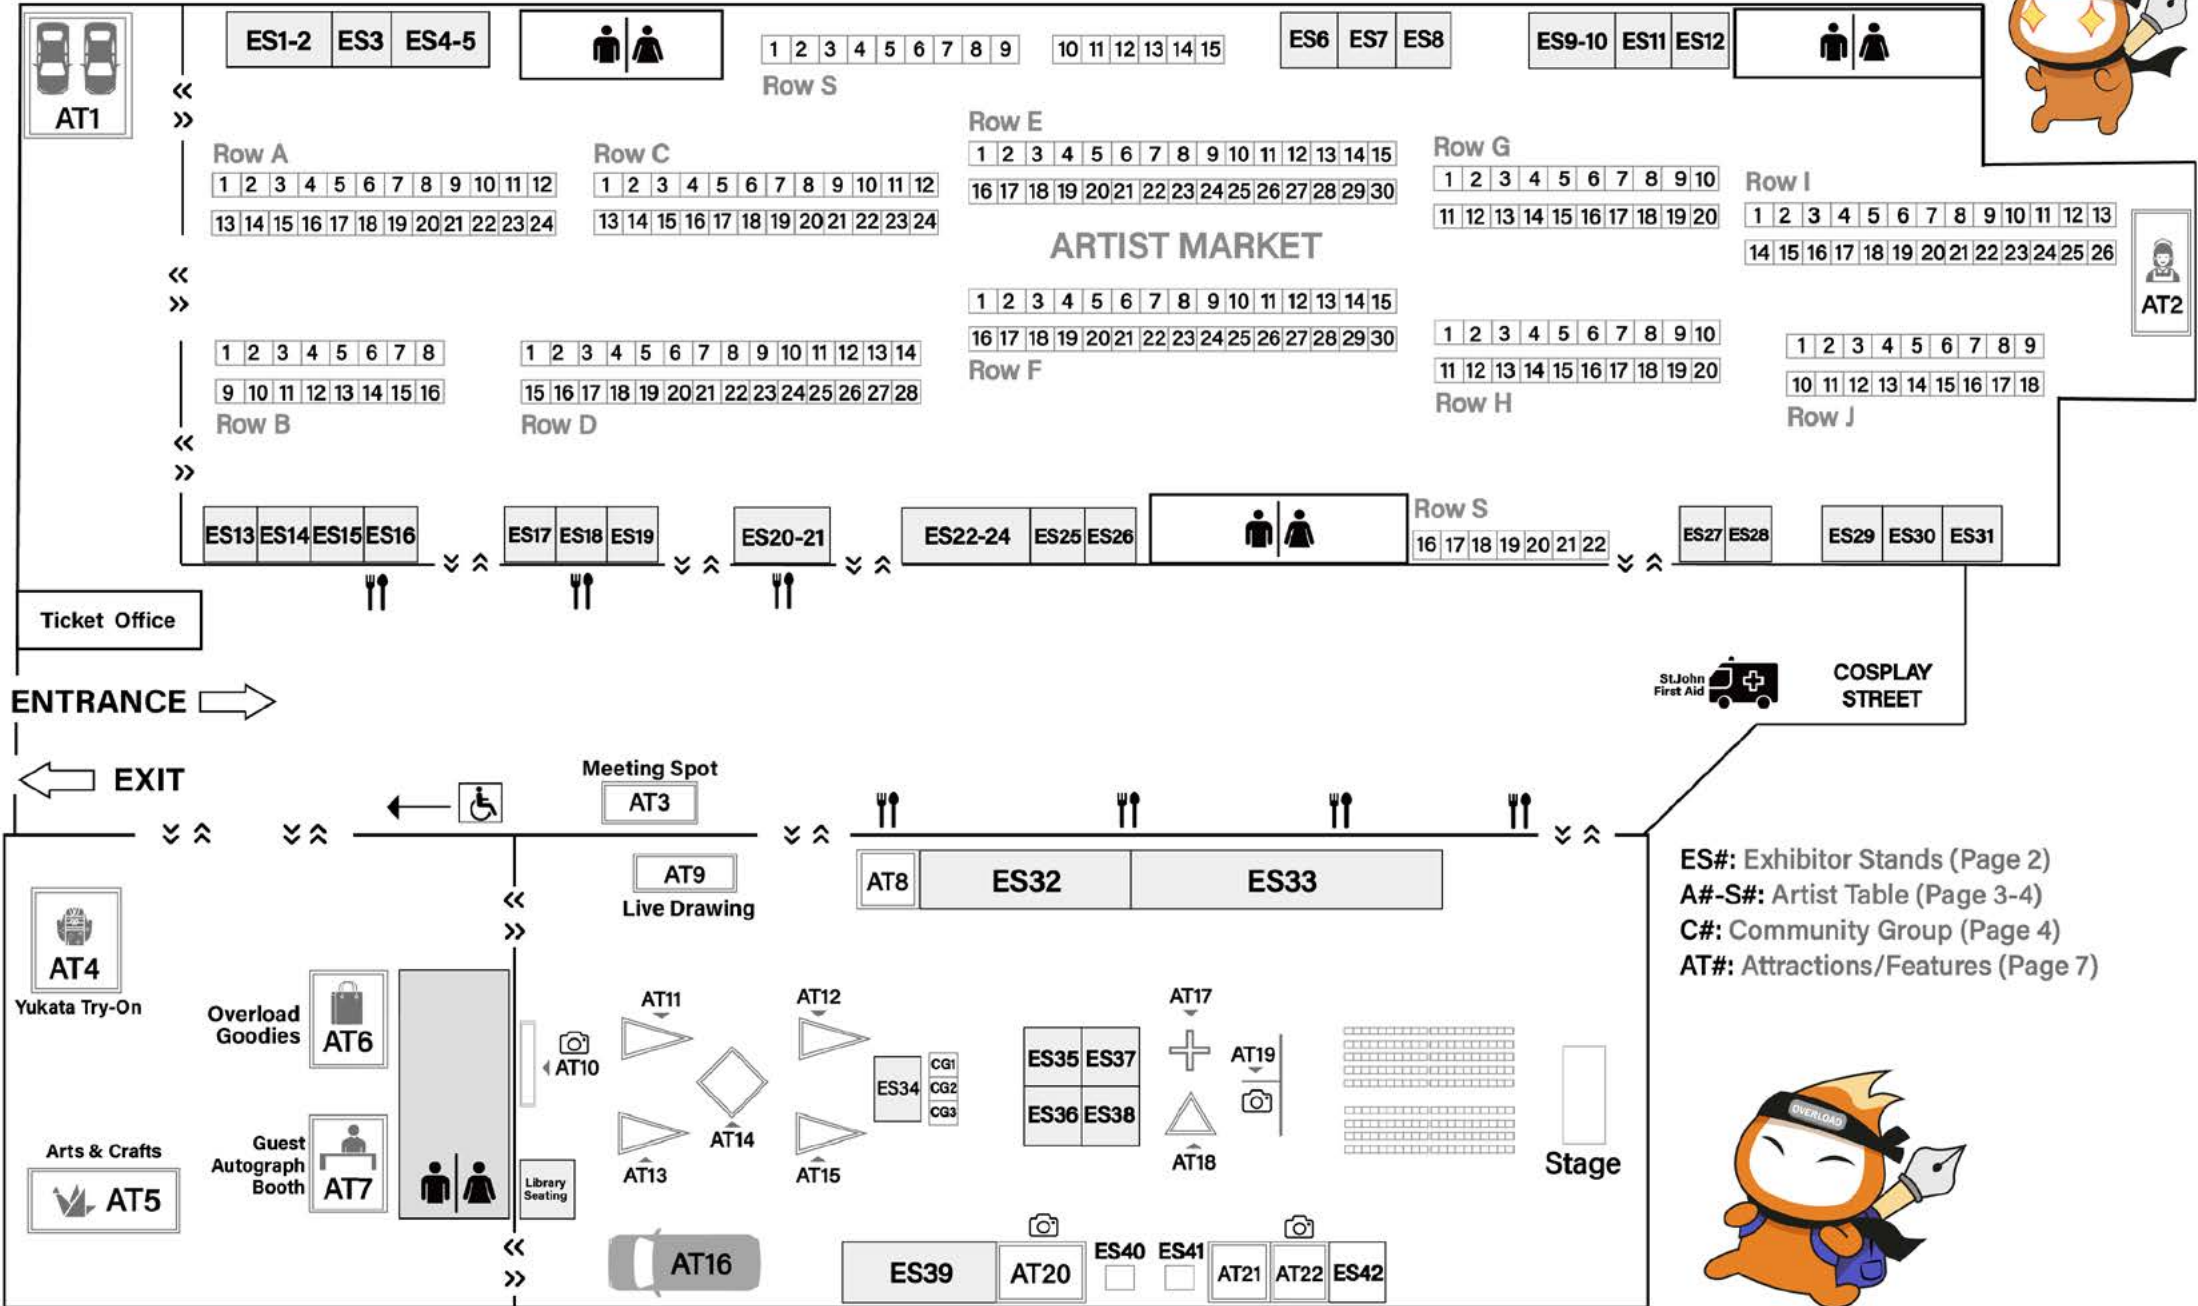 AT1
ES1-2 ES3 ES4-5
1 2 3 4 5 6 7 8 9
10 11 12 13 14 15
Row S
ES6 ES7 ES8
ES9-10 ES11 ES12
Row A
1 2 3 4 5 6 7 8 9 10 11 12
13 14 15 16 17 18 19 20 21 22 23 24
Row C
1 2 3 4 5 6 7 8 9 10 11 12
13 14 15 16 17 18 19 20 21 22 23 24
Row E
1 2 3 4 5 6 7 8 9 10 11 12 13 14 15
16 17 18 19 20 21 22 23 24 25 26 27 28 29 30
Row G
1 2 3 4 5 6 7 8 9 10
11 12 13 14 15 16 17 18 19 20
Row I
1 2 3 4 5 6 7 8 9 10 11 12 13
14 15 16 17 18 19 20 21 22 23 24 25 26
AT2
ARTIST MARKET
1 2 3 4 5 6 7 8
9 10 11 12 13 14 15 16
Row B
1 2 3 4 5 6 7 8 9 10 11 12 13 14
15 16 17 18 19 20 21 22 23 24 25 26 27 28
Row D
1 2 3 4 5 6 7 8 9 10 11 12 13 14 15
16 17 18 19 20 21 22 23 24 25 26 27 28 29 30
Row F
1 2 3 4 5 6 7 8 9 10
11 12 13 14 15 16 17 18 19 20
Row H
1 2 3 4 5 6 7 8 9
10 11 12 13 14 15 16 17 18
Row J
ES13 ES14 ES15 ES16
ES17 ES18 ES19
ES20-21
ES22-24 ES25 ES26
Row S
16 17 18 19 20 21 22
ES27 ES28
ES29 ES30 ES31
Ticket Office
ENTRANCE
EXIT
St.John
First Aid
COSPLAY
STREET
Meeting Spot
AT3
AT9
Live Drawing
AT8 ES32 ES33
ES#: Exhibitor Stands (Page 2)
A#-S#: Artist Table (Page 3-4)
C#: Community Group (Page 4)
AT#: Attractions/Features (Page 7)
AT4
Yukata Try-On
Overload
Goodies
AT6
Arts & Crafts
AT5
Guest
Autograph
Booth
AT7
AT10
Library
Seating
AT11
AT12
AT13
AT14
AT15
ES34
CG1
CG2
CG3
ES35 ES37
ES36 ES38
AT17
AT18
AT19
Stage
AT16
ES39 AT20
ES40 ES41
AT21 AT22 ES42
OVERLOAD